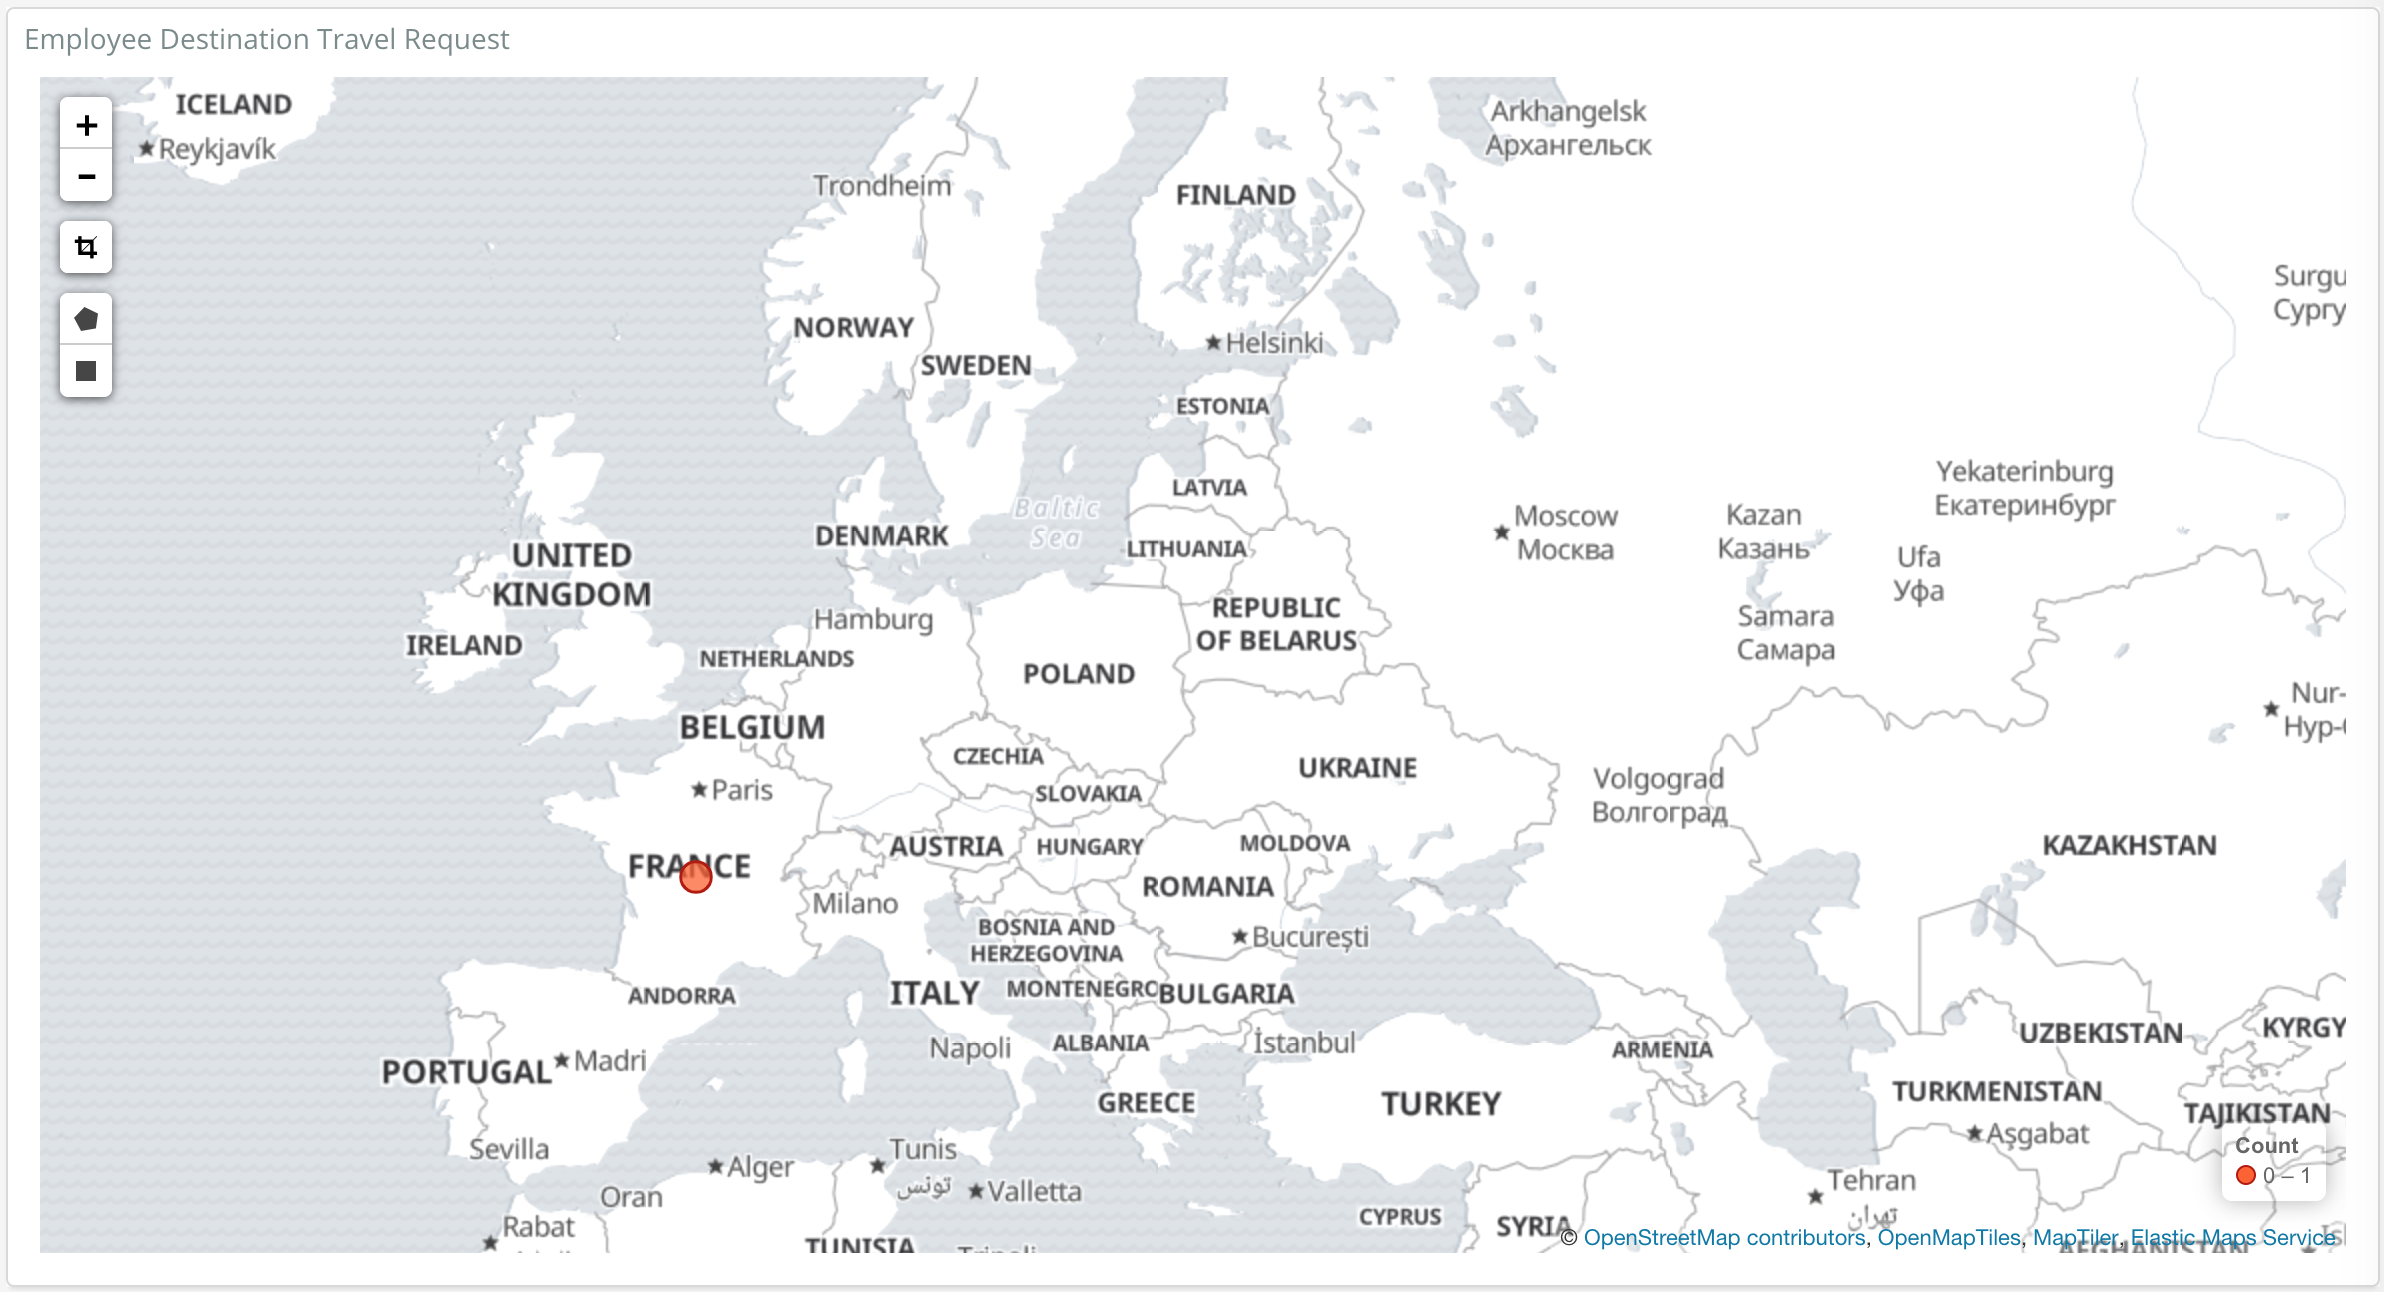 Employee Destination Travel Request
ICELAND
Reykjavík
+
−
Arkhangelsk
Архангельск
Trondheim
FINLAND
Surgu
Сургу
NORWAY
Helsinki
SWEDEN
ESTONIA
LATVIA
Yekaterinburg
Екатеринбург
Baltic
Sea
Moscow
Москва
Kazan
Казань
DENMARK
LITHUANIA
UNITED
KINGDOM
Ufa
Уфа
REPUBLIC
OF BELARUS
Hamburg
Samara
Самара
IRELAND
NETHERLANDS
POLAND
Nur-
Нур-
BELGIUM
CZECHIA
UKRAINE
Paris
SLOVAKIA
Volgograd
Волгоград
FRANCE
AUSTRIA
HUNGARY
MOLDOVA
KAZAKHSTAN
ROMANIA
Milano
BOSNIA AND
HERZEGOVINA
București
ANDORRA
ITALY
MONTENEGRO
BULGARIA
UZBEKISTAN
KYRGY
Napoli
ALBANIA
İstanbul
ARMENIA
PORTUGAL
Madri
GREECE
TURKEY
TURKMENISTAN
TAJIKISTAN
Sevilla
Alger
Tunis
تونس
Valletta
Aşgabat
Count
0 – 1
Oran
Tehran
تهران
Rabat
CYPRUS
SYRIA
TUNISIA
Tripoli
AFGHANISTAN
© OpenStreetMap contributors, OpenMapTiles, MapTiler, Elastic Maps Service